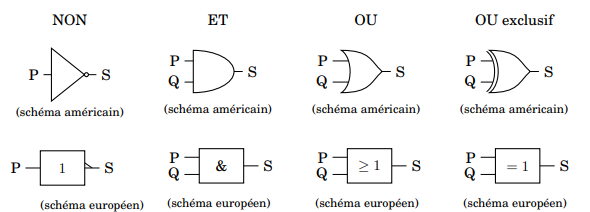 NON ET OU OU exclusif
P S P Q S P Q S P Q S
(schéma américain) (schéma américain) (schéma américain) (schéma américain)
P 1 S P Q & S P Q ≥ 1 S P Q = 1 S
(schéma européen) (schéma européen) (schéma européen) (schéma européen)